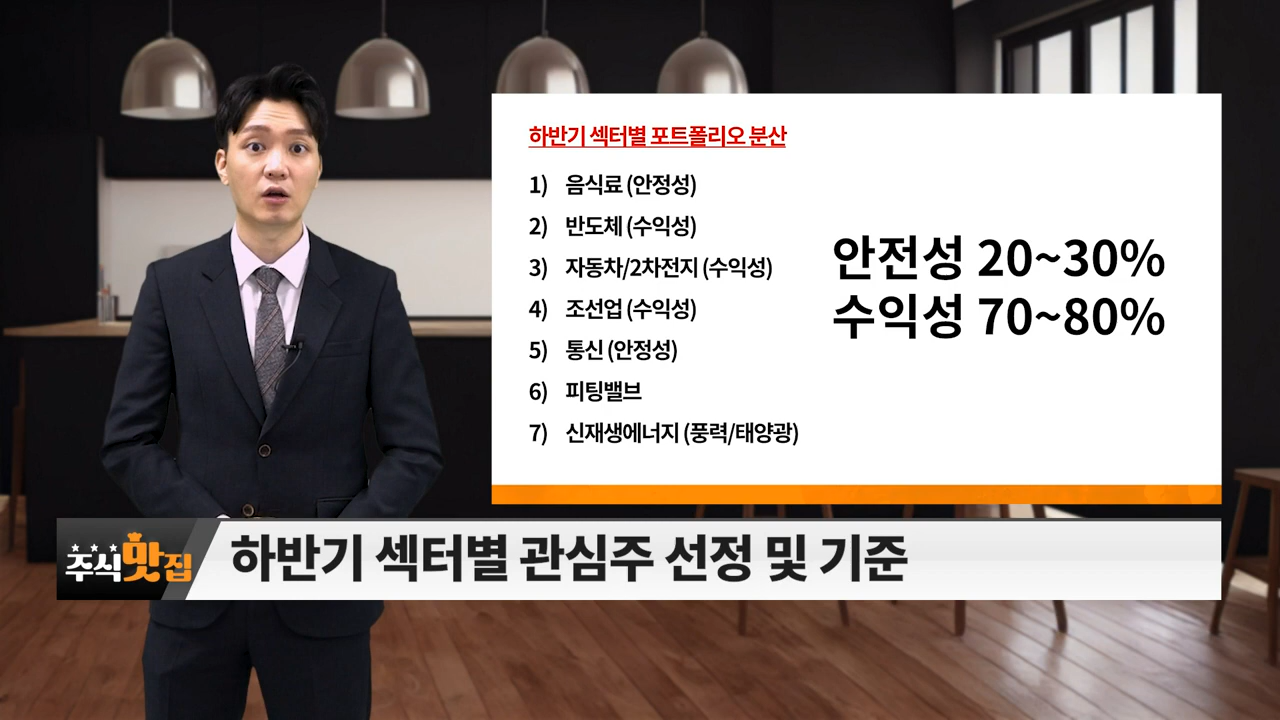 하반기 섹터별 포트폴리오 분산
1) 음식료 (안정성)
2) 반도체 (수익성)
3) 자동차/2차전지 (수익성)
4) 조선업 (수익성)
5) 통신 (안정성)
6) 피팅밸브
7) 신재생에너지 (풍력/태양광)
안전성 20~30%
수익성 70~80%
주식맛집
하반기 섹터별 관심주 선정 및 기준